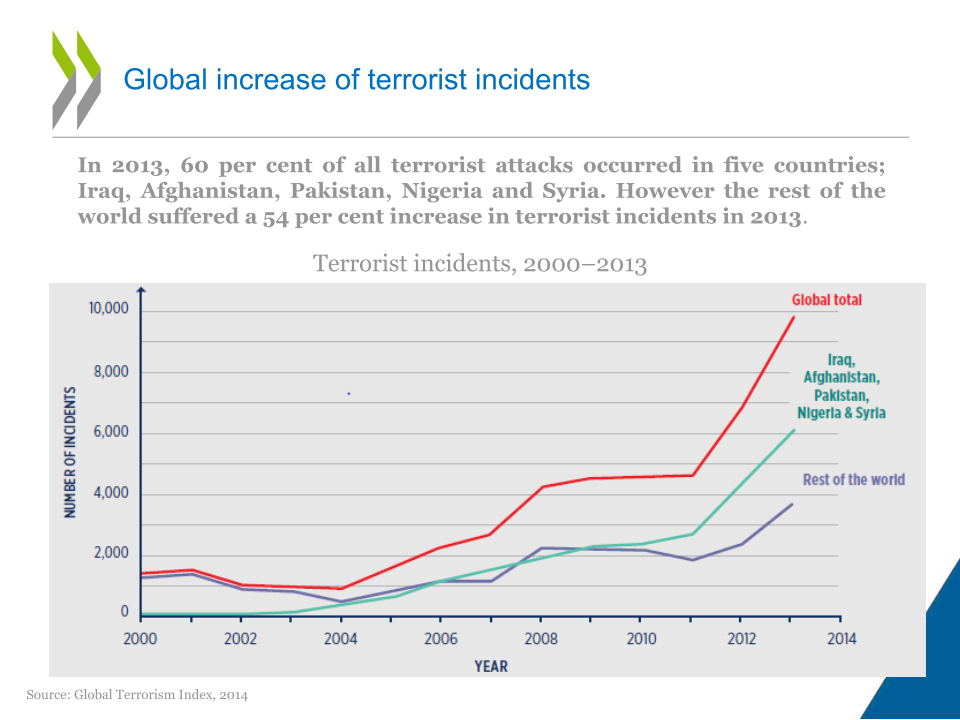 Global increase of terrorist incidents
In 2013, 60 per cent of all terrorist attacks occurred in five countries;
Iraq, Afghanistan, Pakistan, Nigeria and Syria. However the rest of the
world suffered a 54 per cent increase in terrorist incidents in 2013.
Terrorist incidents, 2000–2013
10,000
8,000
6,000
4,000
2,000
0
NUMBER OF INCIDENTS
Global total
Iraq,
Afghanistan,
Pakistan,
Nigeria & Syria
Rest of the world
2000 2002 2004 2006 2008 2010 2012 2014
YEAR
Source: Global Terrorism Index, 2014